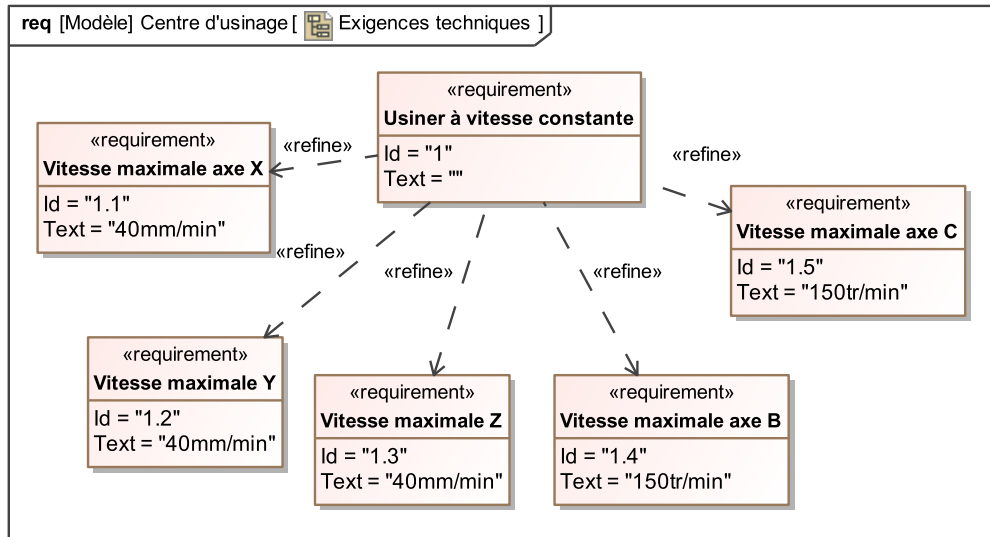 req [Modèle] Centre d'usinage [ Exigences techniques ]
«requirement»
Usiner à vitesse constante
Id = "1"
Text = ""
«requirement»
Vitesse maximale axe X
Id = "1.1"
Text = "40mm/min"
«refine»
«refine»
«requirement»
Vitesse maximale axe C
Id = "1.5"
Text = "150tr/min"
«refine»
«refine»
«refine»
«requirement»
Vitesse maximale Y
Id = "1.2"
Text = "40mm/min"
«requirement»
Vitesse maximale Z
Id = "1.3"
Text = "40mm/min"
«requirement»
Vitesse maximale axe B
Id = "1.4"
Text = "150tr/min"